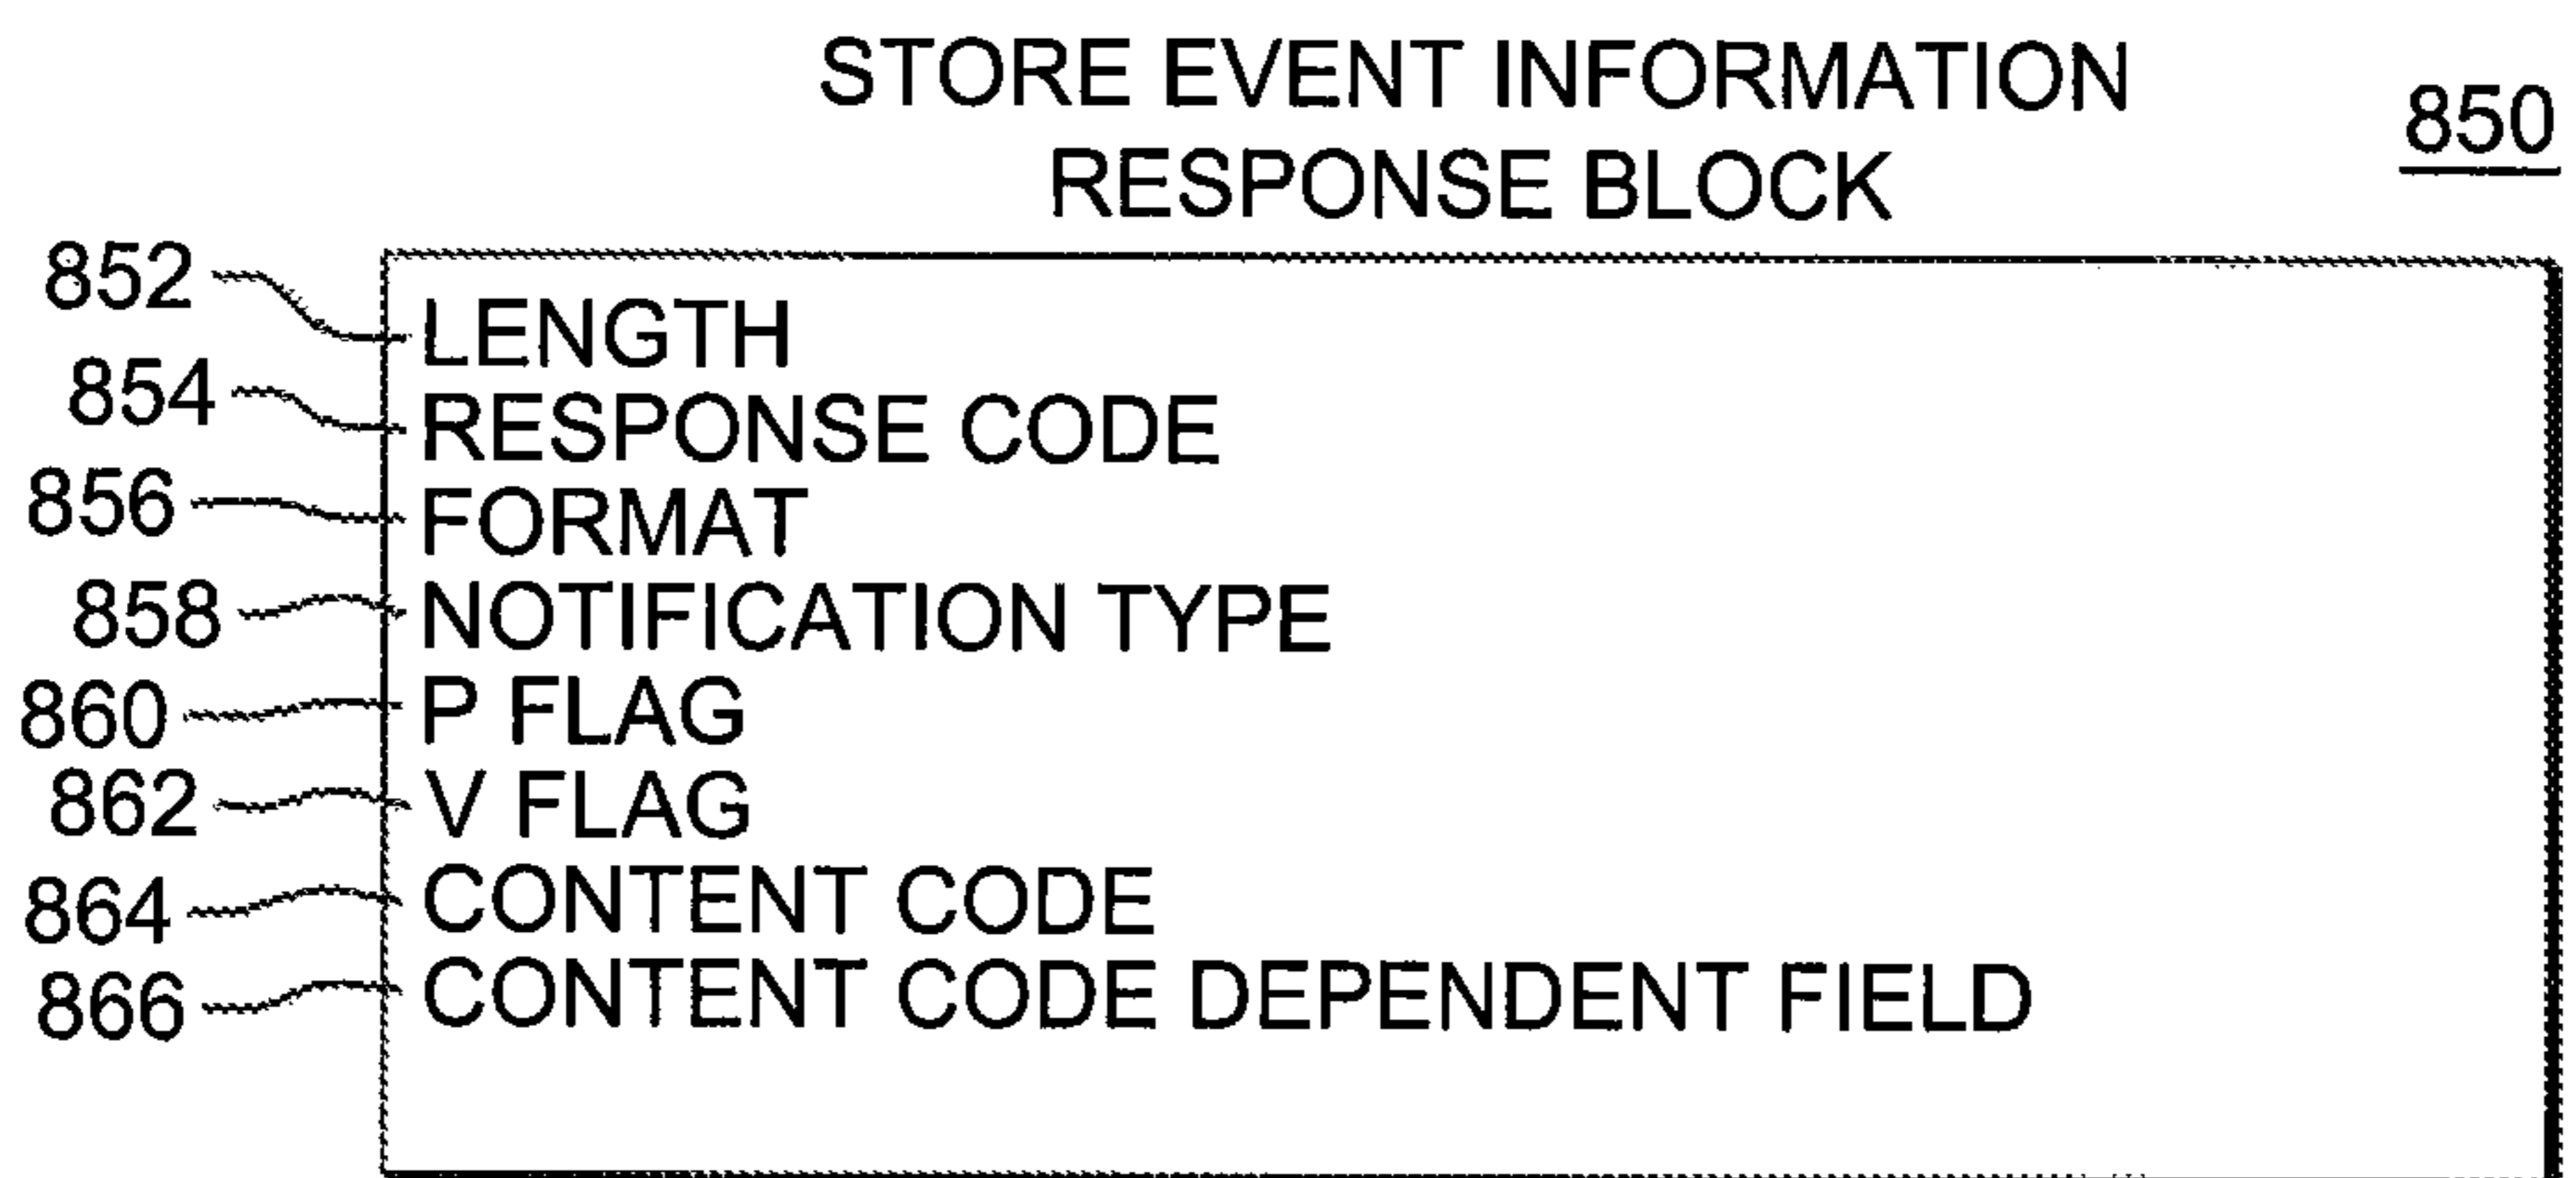 STORE EVENT INFORMATION
RESPONSE BLOCK
850
852 LENGTH
854 RESPONSE CODE
856 FORMAT
858 NOTIFICATION TYPE
860 P FLAG
862 V FLAG
864 CONTENT CODE
866 CONTENT CODE DEPENDENT FIELD